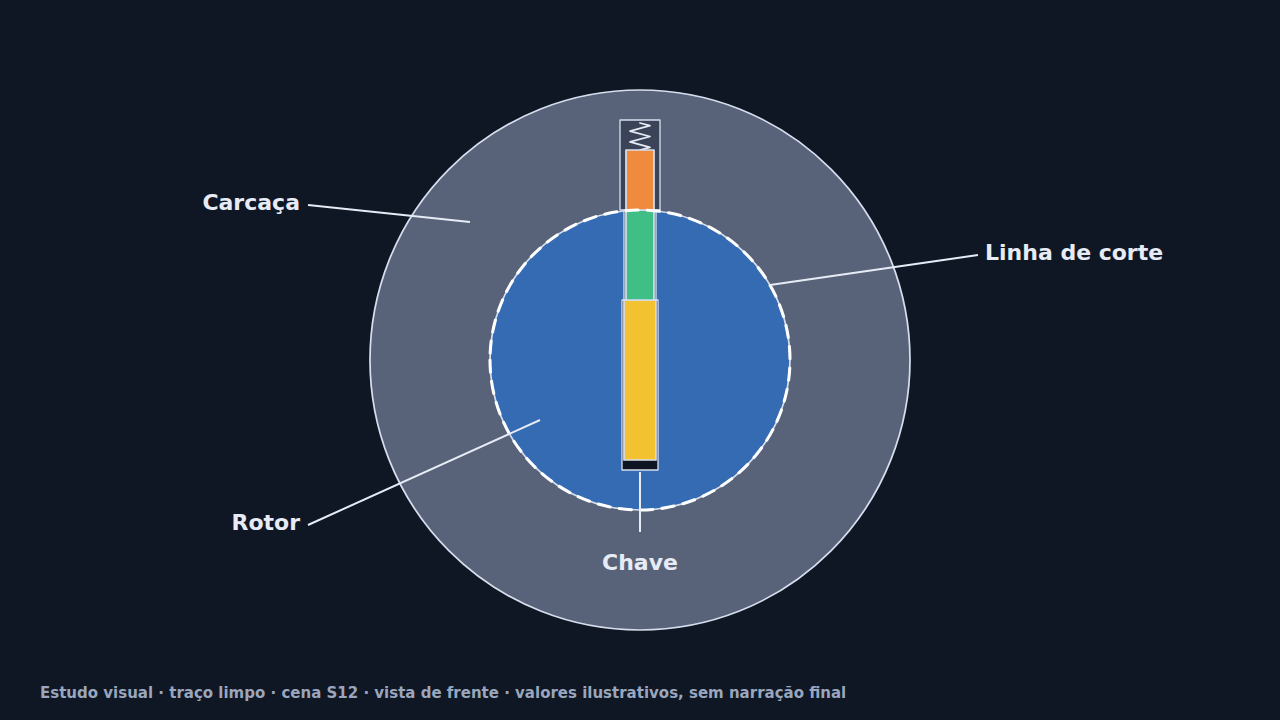 Carcaça
Linha de corte
Rotor
Chave
Estudo visual · traço limpo · cena S12 · vista de frente · valores ilustrativos, sem narração final